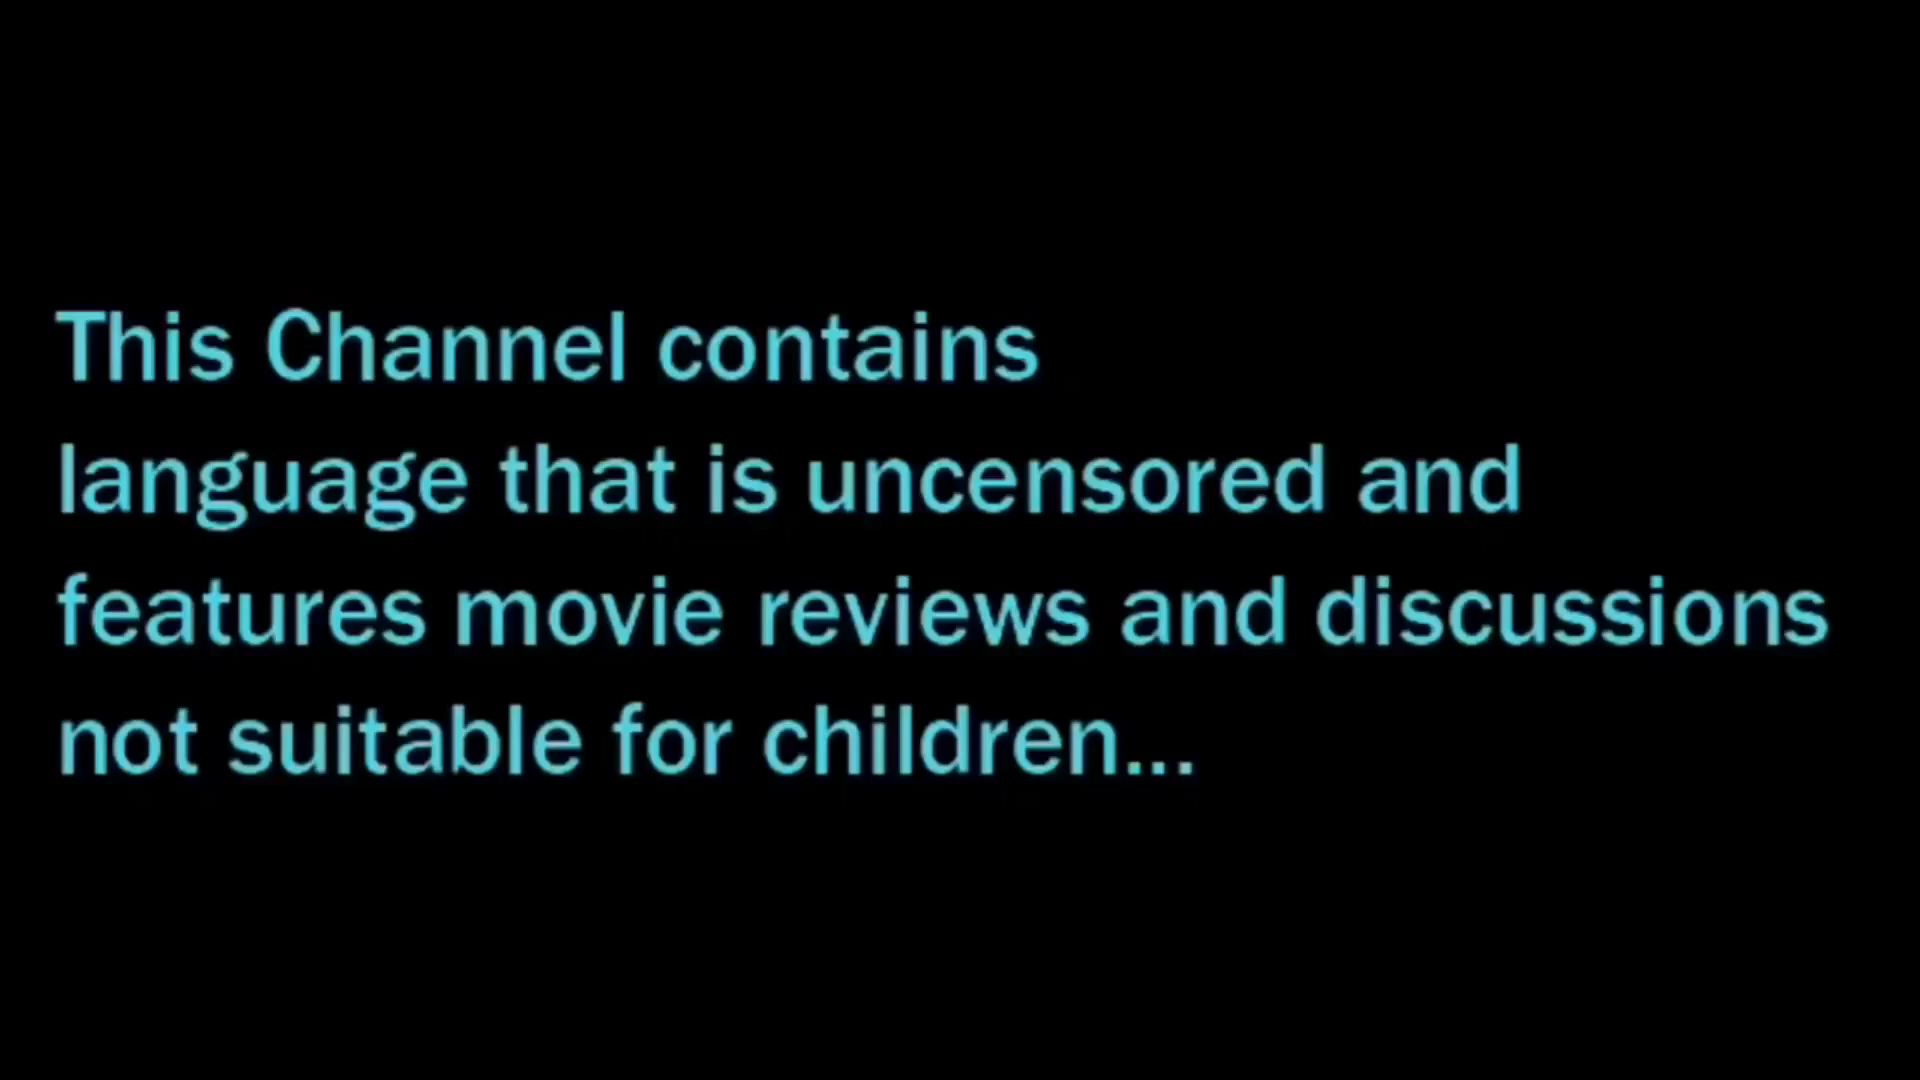 This Channel contains
language that is uncensored and
features movie reviews and discussions
not suitable for children...